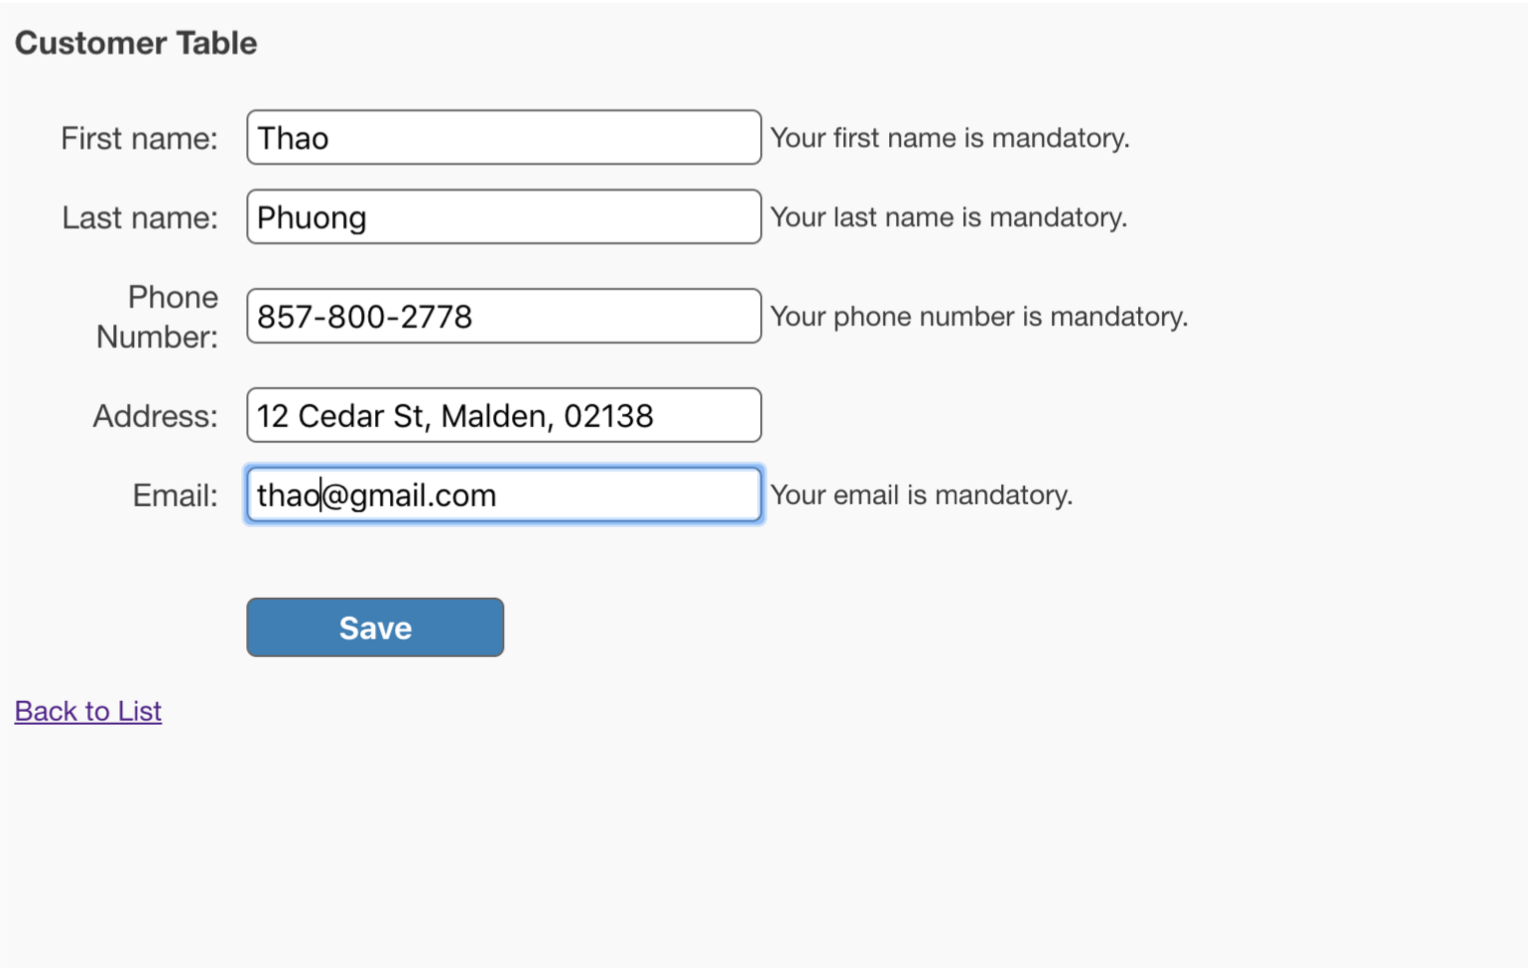 Customer Table
First name: Thao Your first name is mandatory.
Last name: Phuong Your last name is mandatory.
Phone
Number: 857-800-2778 Your phone number is mandatory.
Address: 12 Cedar St, Malden, 02138
Email: thao@gmail.com Your email is mandatory.
Save
Back to List